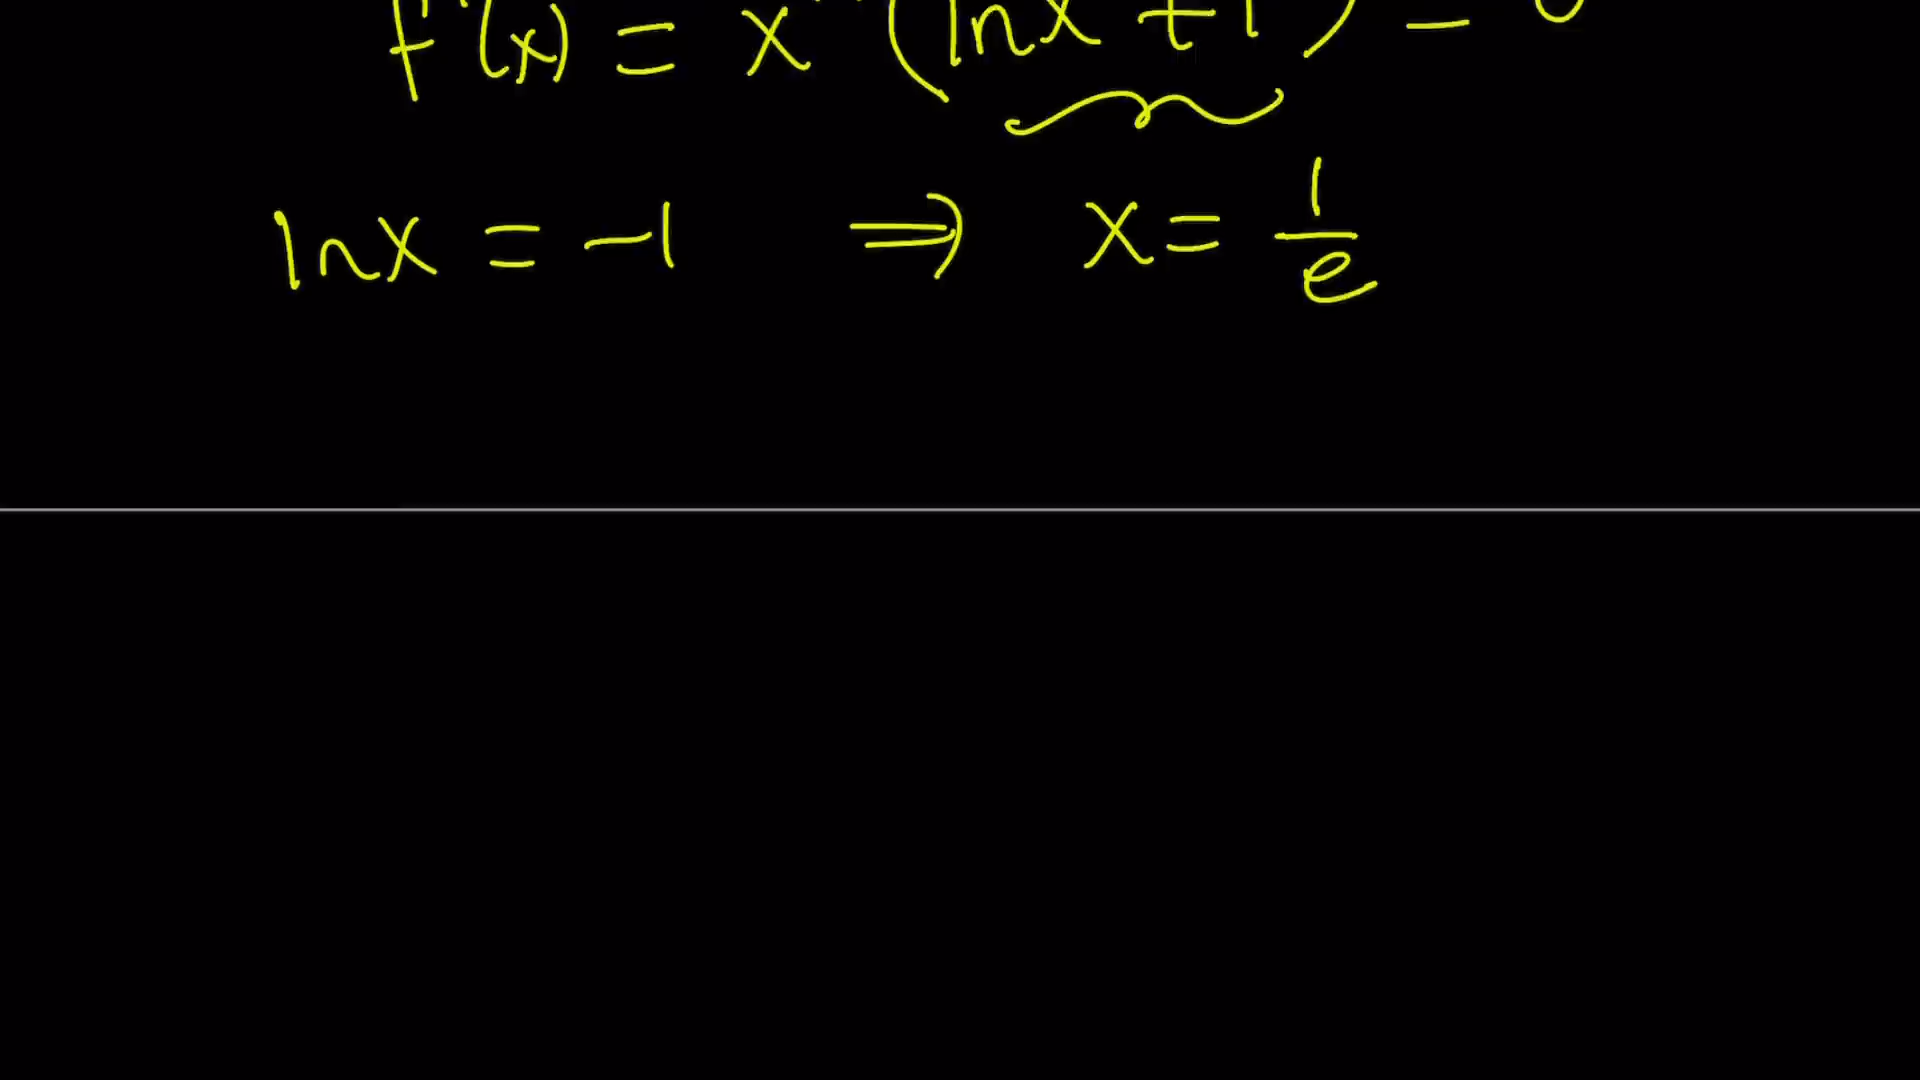 f'(x) = x^x (ln x + 1) = 0
ln x = -1 ⇒ x = 1/e